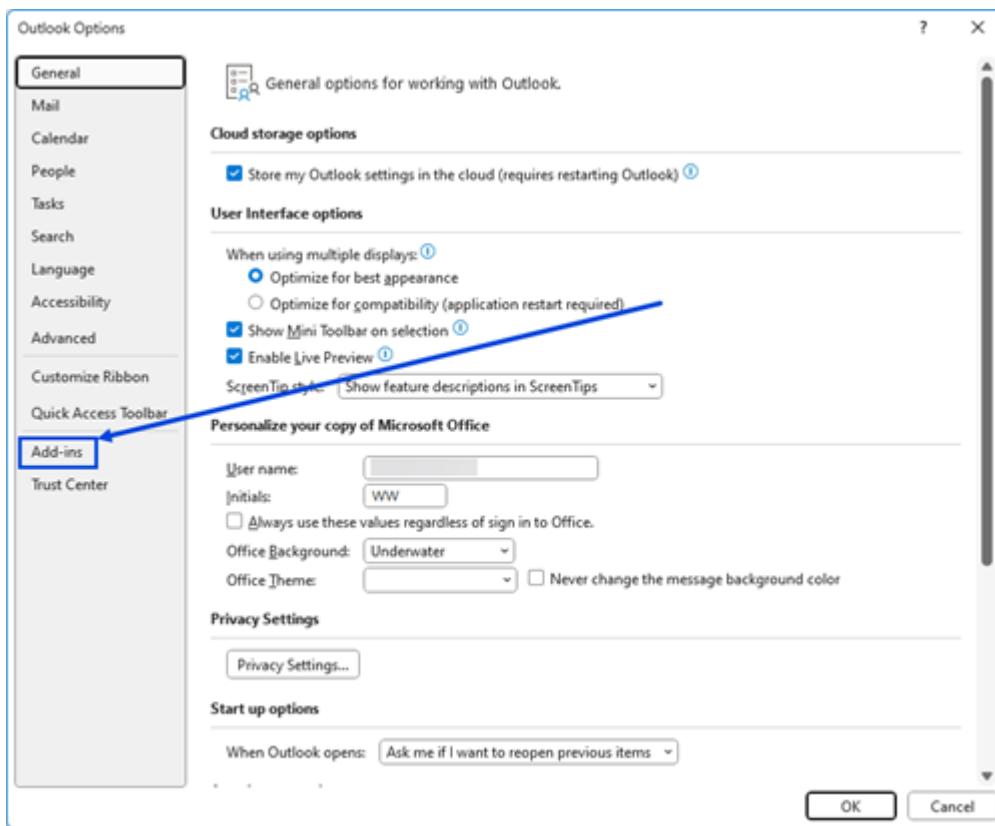 Outlook Options
?
General
Mail
Calendar
People
Tasks
Search
Language
Accessibility
Advanced
Customize Ribbon
Quick Access Toolbar
Add-ins
Trust Center
General options for working with Outlook.
Cloud storage options
Store my Outlook settings in the cloud (requires restarting Outlook)
User Interface options
When using multiple displays:
Optimize for best appearance
Optimize for compatibility (application restart required)
Show Mini Toolbar on selection
Enable Live Preview
ScreenTip style: Show feature descriptions in ScreenTips
Personalize your copy of Microsoft Office
User name:
Initials: WW
Always use these values regardless of sign in to Office.
Office Background: Underwater
Office Theme: Never change the message background color
Privacy Settings
Privacy Settings...
Start up options
When Outlook opens: Ask me if I want to reopen previous items
OK Cancel